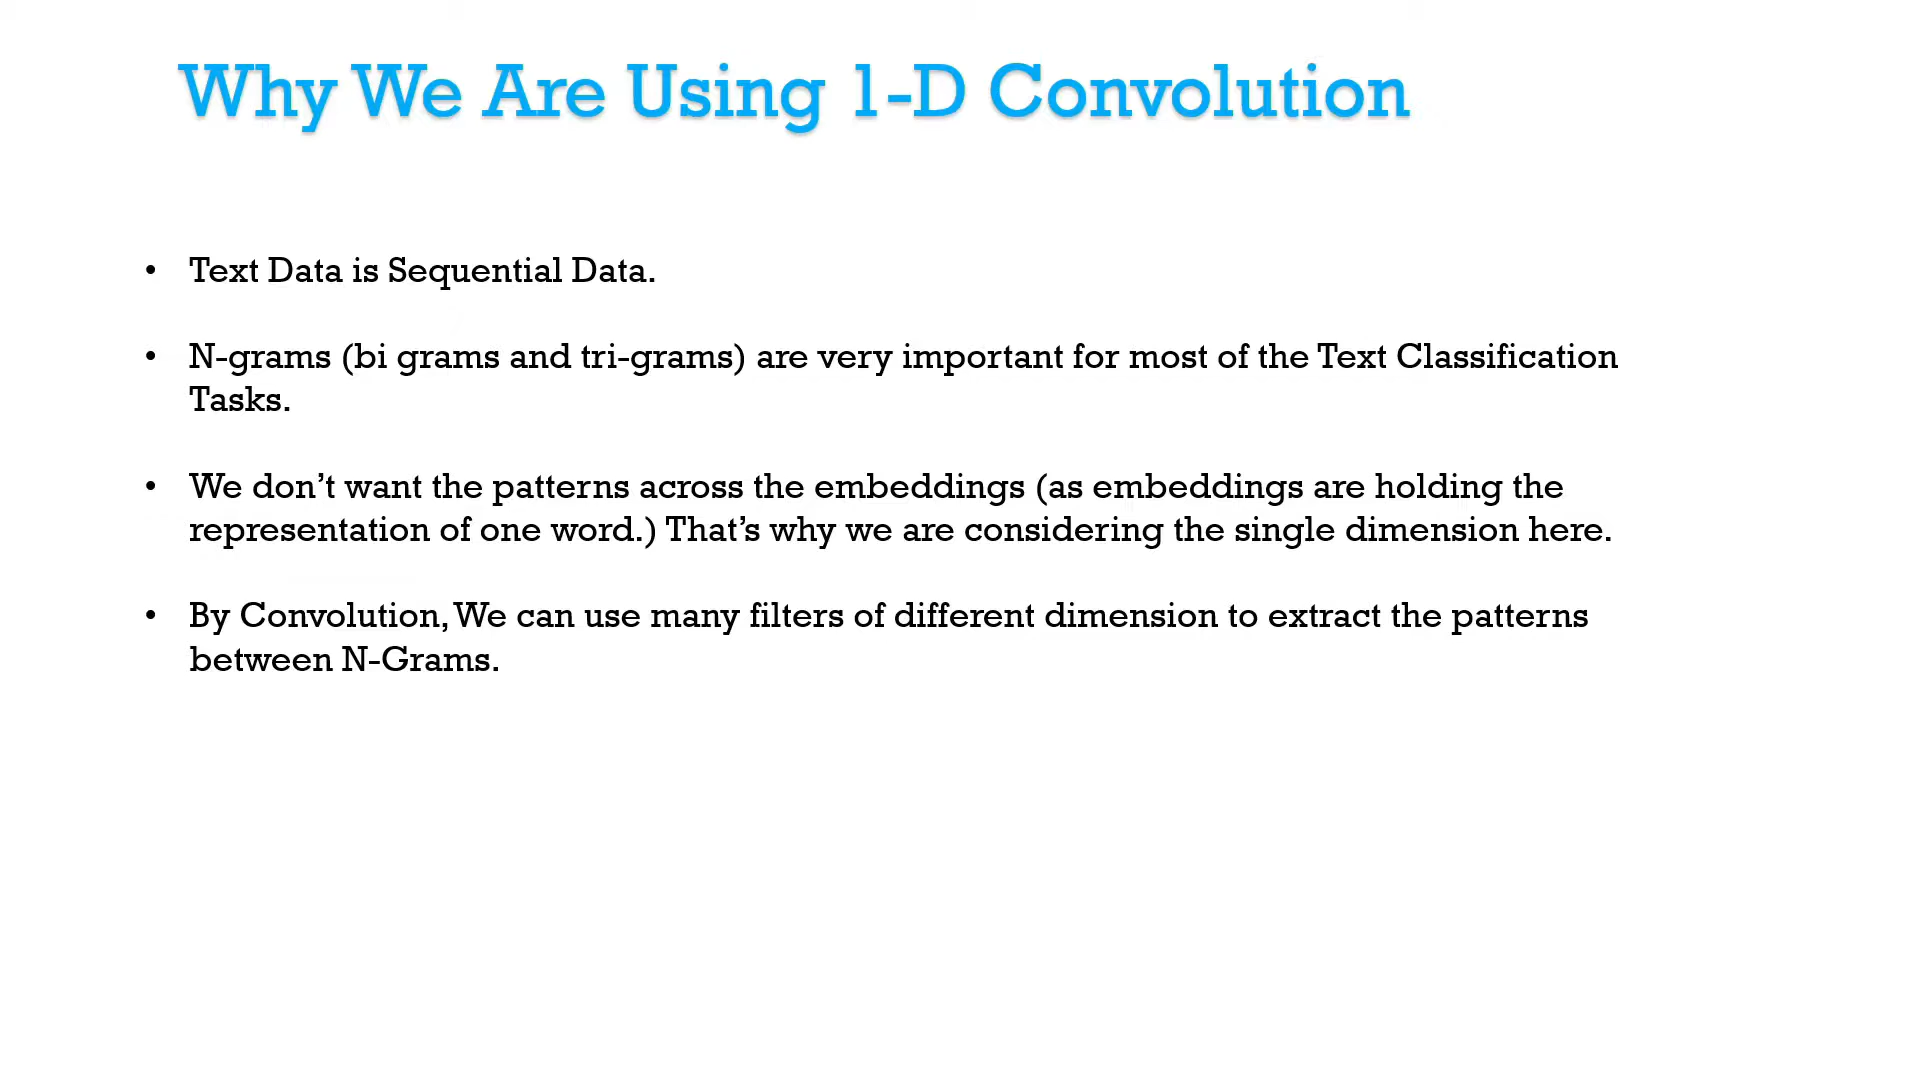 Why We Are Using 1-D Convolution
• Text Data is Sequential Data.
• N-grams (bi grams and tri-grams) are very important for most of the Text Classification
Tasks.
• We don’t want the patterns across the embeddings (as embeddings are holding the
representation of one word.) That’s why we are considering the single dimension here.
• By Convolution, We can use many filters of different dimension to extract the patterns
between N-Grams.